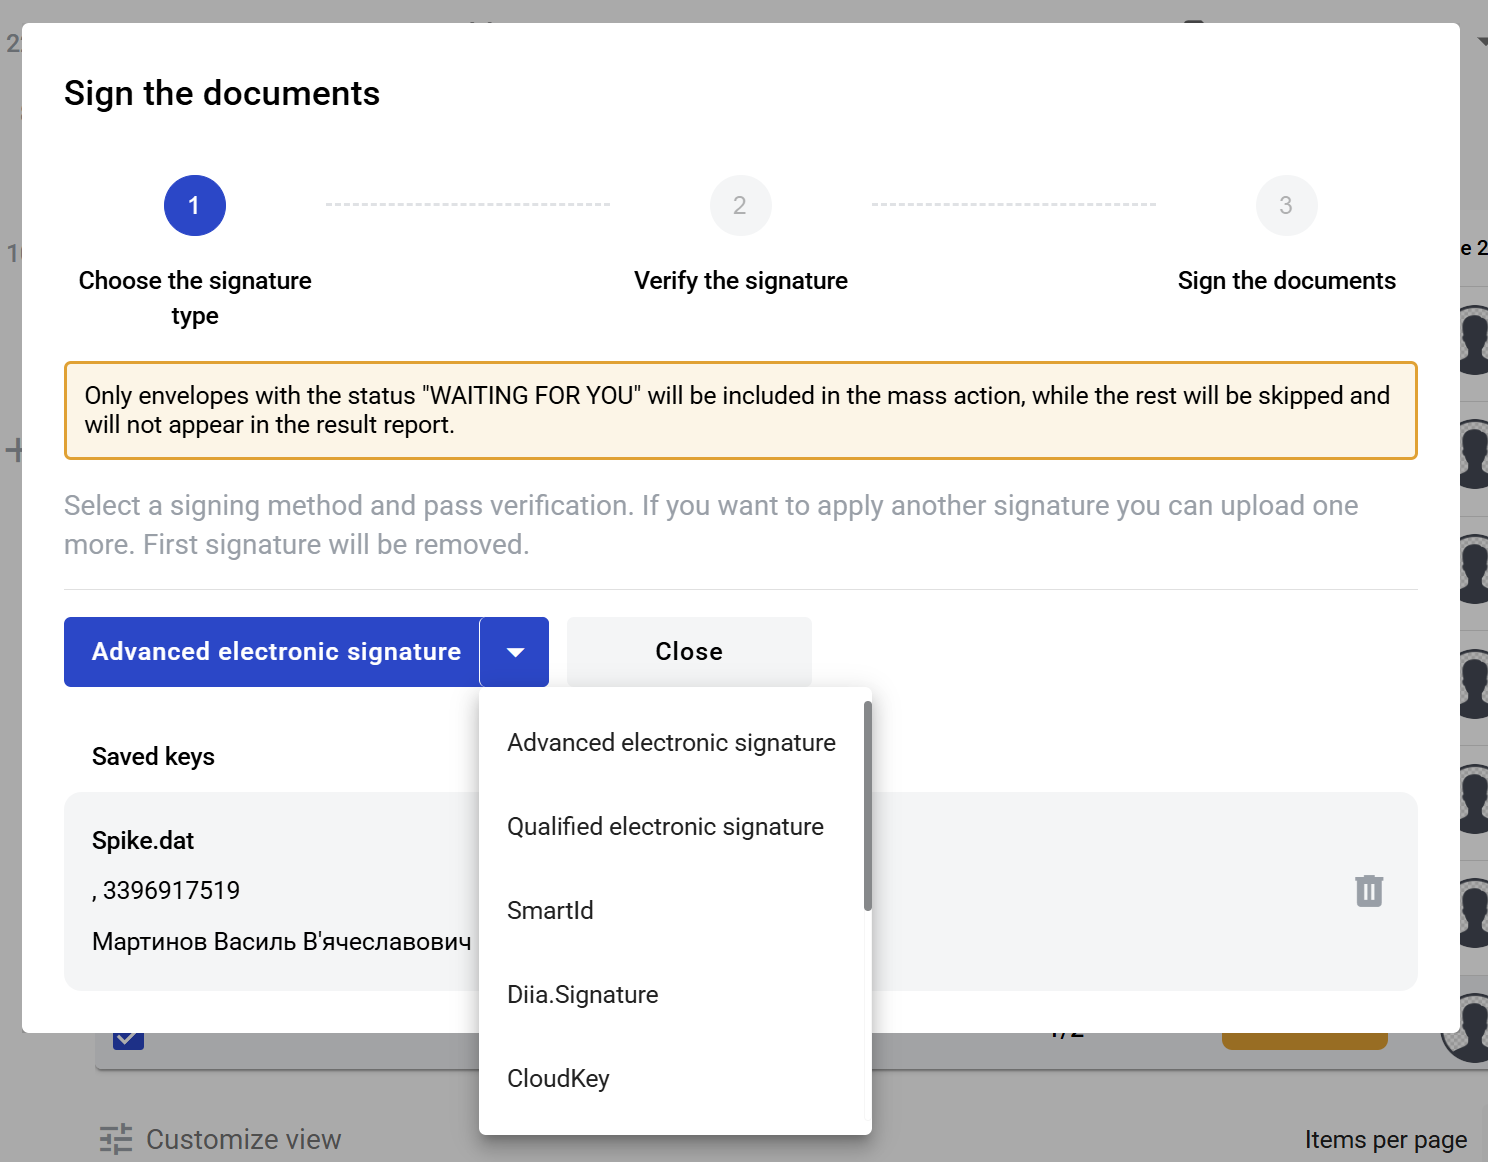 Sign the documents
1
2
3
Choose the signature
type
Verify the signature
Sign the documents
e 2
Only envelopes with the status "WAITING FOR YOU" will be included in the mass action, while the rest will be skipped and
will not appear in the result report.
Select a signing method and pass verification. If you want to apply another signature you can upload one
more. First signature will be removed.
Advanced electronic signature
Close
Advanced electronic signature
Qualified electronic signature
SmartId
Diia.Signature
CloudKey
Saved keys
Spike.dat
, 3396917519
Мартинов Василь В'ячеславович
1/2
Customize view
Items per page